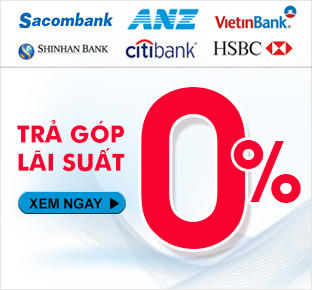 Sacombank ANZ VietinBank
SHINHAN BANK citibank HSBC
TRẢ GÓP
LÃI SUẤT
0%
XEM NGAY